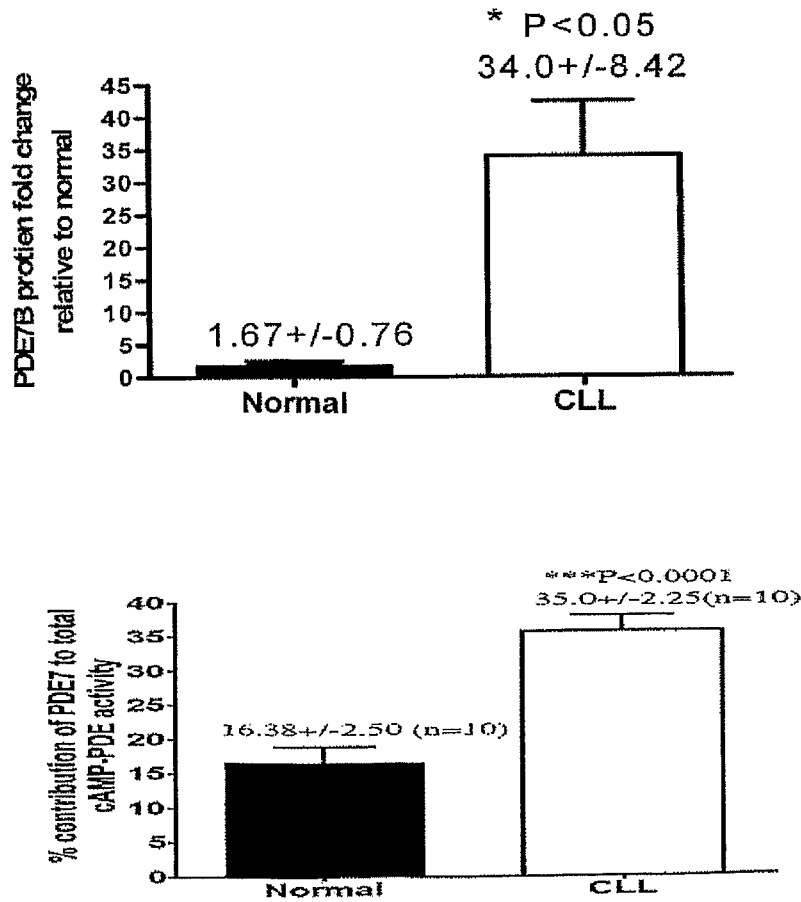 * P<0.05
34.0+/-8.42
PDE7B protien fold change
relative to normal
45
40
35
30
25
20
15
10
5
0
1.67+/-0.76
Normal
CLL
***P<0.0001
35.0+/-2.25(n=10)
% contribution of PDE7 to total
cAMP-PDE activity
40
35
30
25
20
15
10
5
0
16.38+/-2.50 (n=10)
Normal
CLL